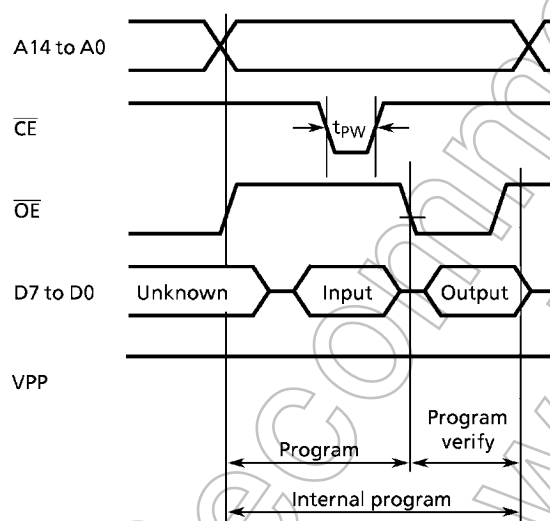 A14 to A0
CE
tPW
OE
D7 to D0
Unknown
Input
Output
VPP
Program
Program
verify
Internal program